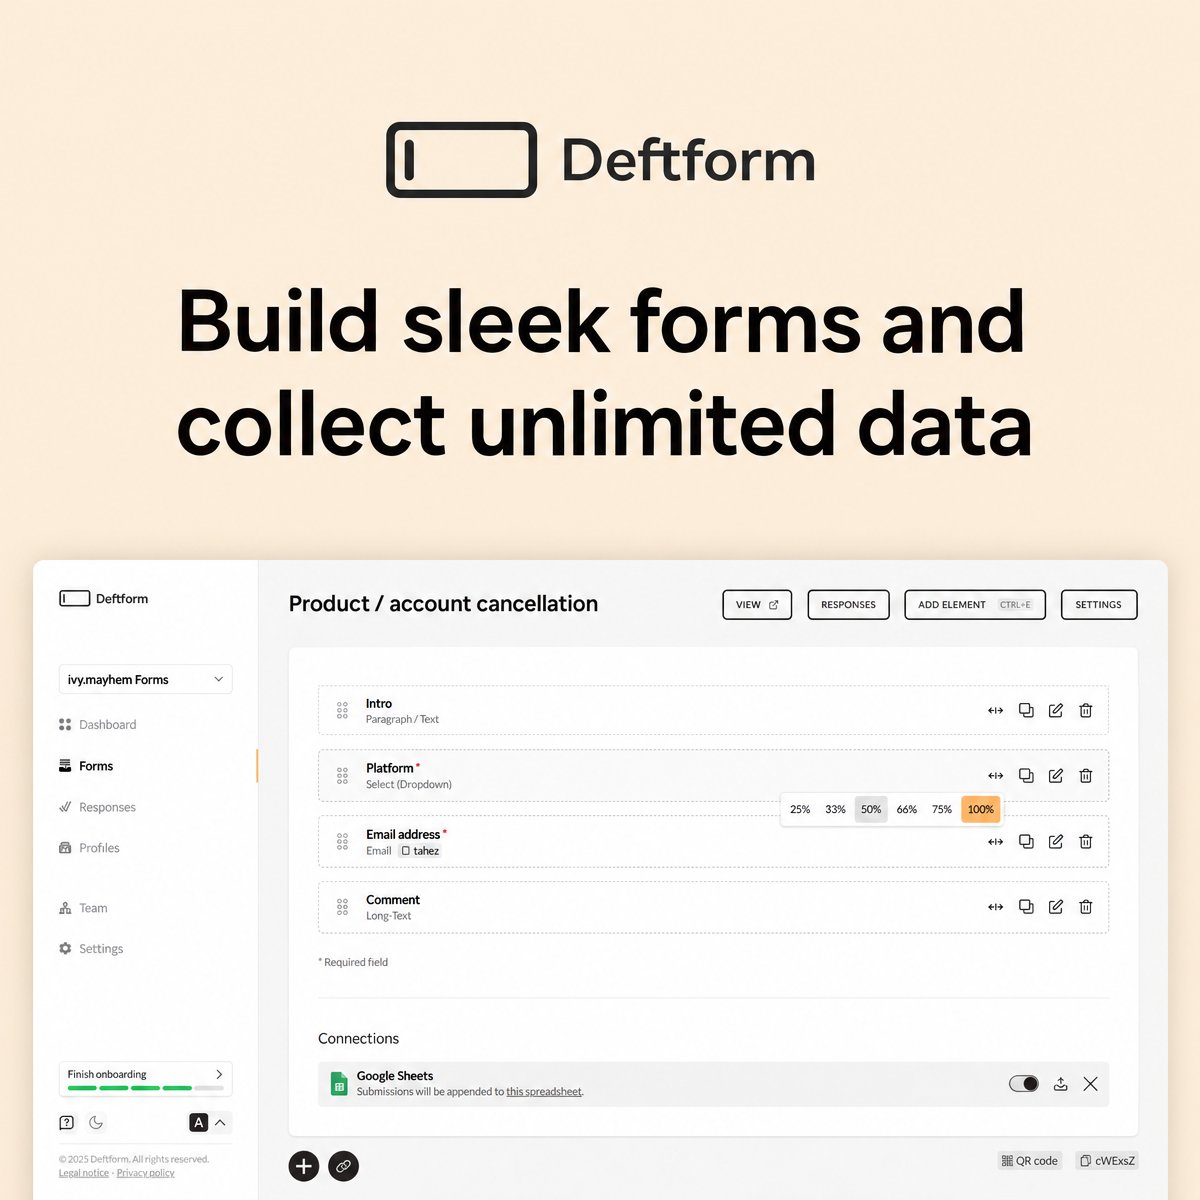 Deftform
Build sleek forms and
collect unlimited data
Deftform
ivy.mayhem Forms
Dashboard
Forms
Responses
Profiles
Team
Settings
Finish onboarding
A
© 2025 Deftform. All rights reserved.
Legal notice · Privacy policy
Product / account cancellation
VIEW
RESPONSES
ADD ELEMENT CTRL+E
SETTINGS
Intro
Paragraph / Text
Platform *
Select (Dropdown)
25% 33% 50% 66% 75% 100%
Email address *
Email tahez
Comment
Long-Text
* Required field
Connections
Google Sheets
Submissions will be appended to this spreadsheet.
QR code
cWExsZ